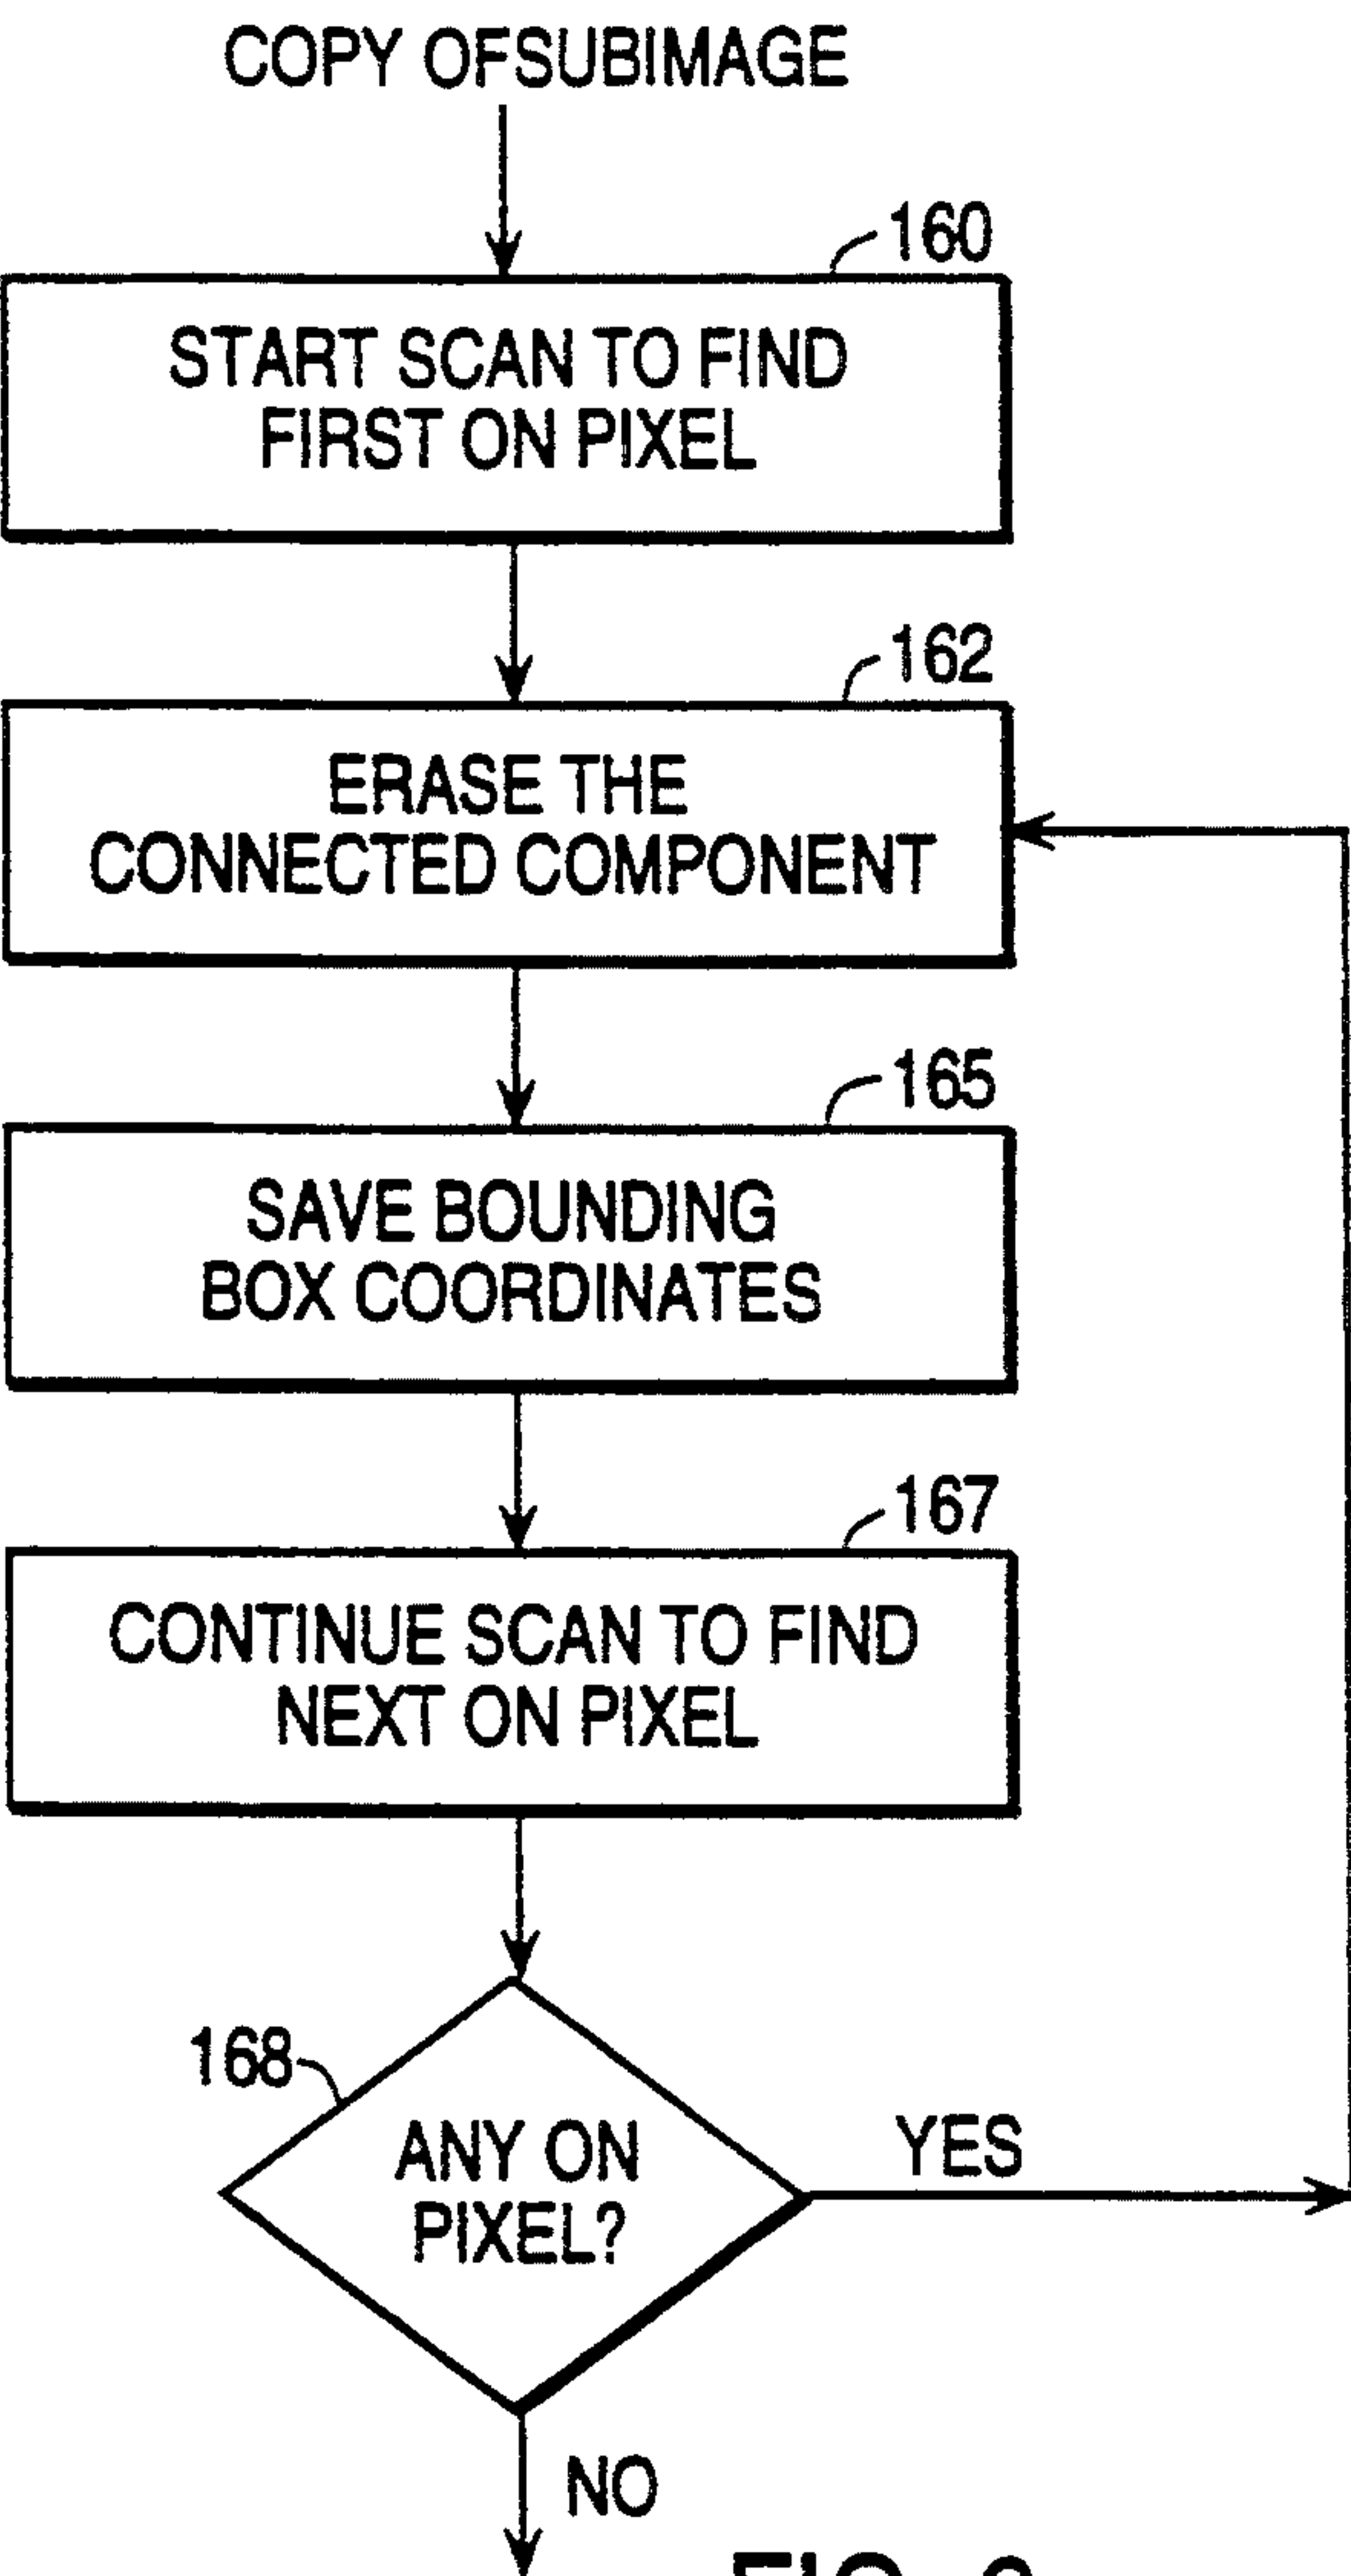 COPY OFSUBIMAGE
160
START SCAN TO FIND
FIRST ON PIXEL
162
ERASE THE
CONNECTED COMPONENT
165
SAVE BOUNDING
BOX COORDINATES
167
CONTINUE SCAN TO FIND
NEXT ON PIXEL
168
ANY ON
PIXEL?
YES
NO